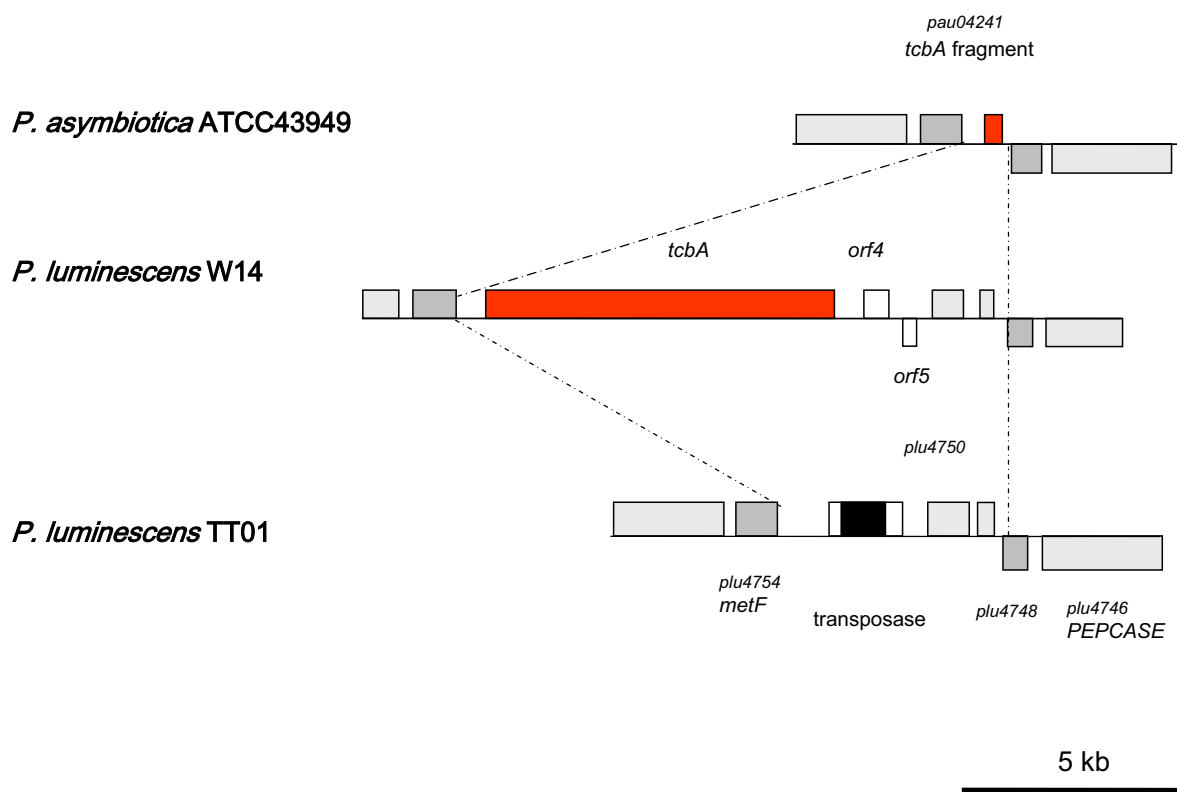 pau04241
tcbA fragment
P. asymbiotica ATCC43949
tcbA
orf4
P. luminescens W14
orf5
plu4750
P. luminescens TT01
plu4754
metF
transposase
plu4748
plu4746
PEPCASE
5 kb